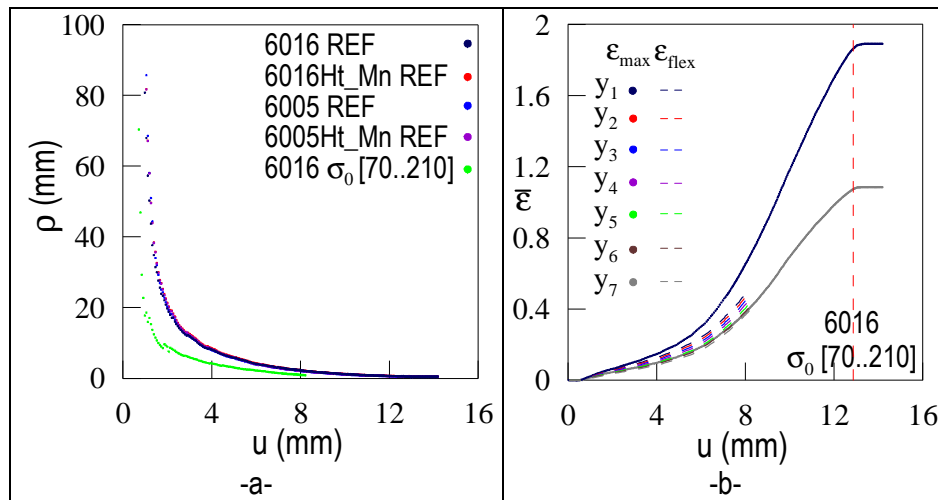 100
80
60
40
20
0
ρ (mm)
6016 REF
6016Ht_Mn REF
6005 REF
6005Ht_Mn REF
6016 σ0 [70..210]
0 4 8 12 16
u (mm)
-a-
2
1.6
1.2
0.8
0.4
0
ε̄
εmax εflex
y1
y2
y3
y4
y5
y6
y7
6016
σ0 [70..210]
0 4 8 12 16
u (mm)
-b-